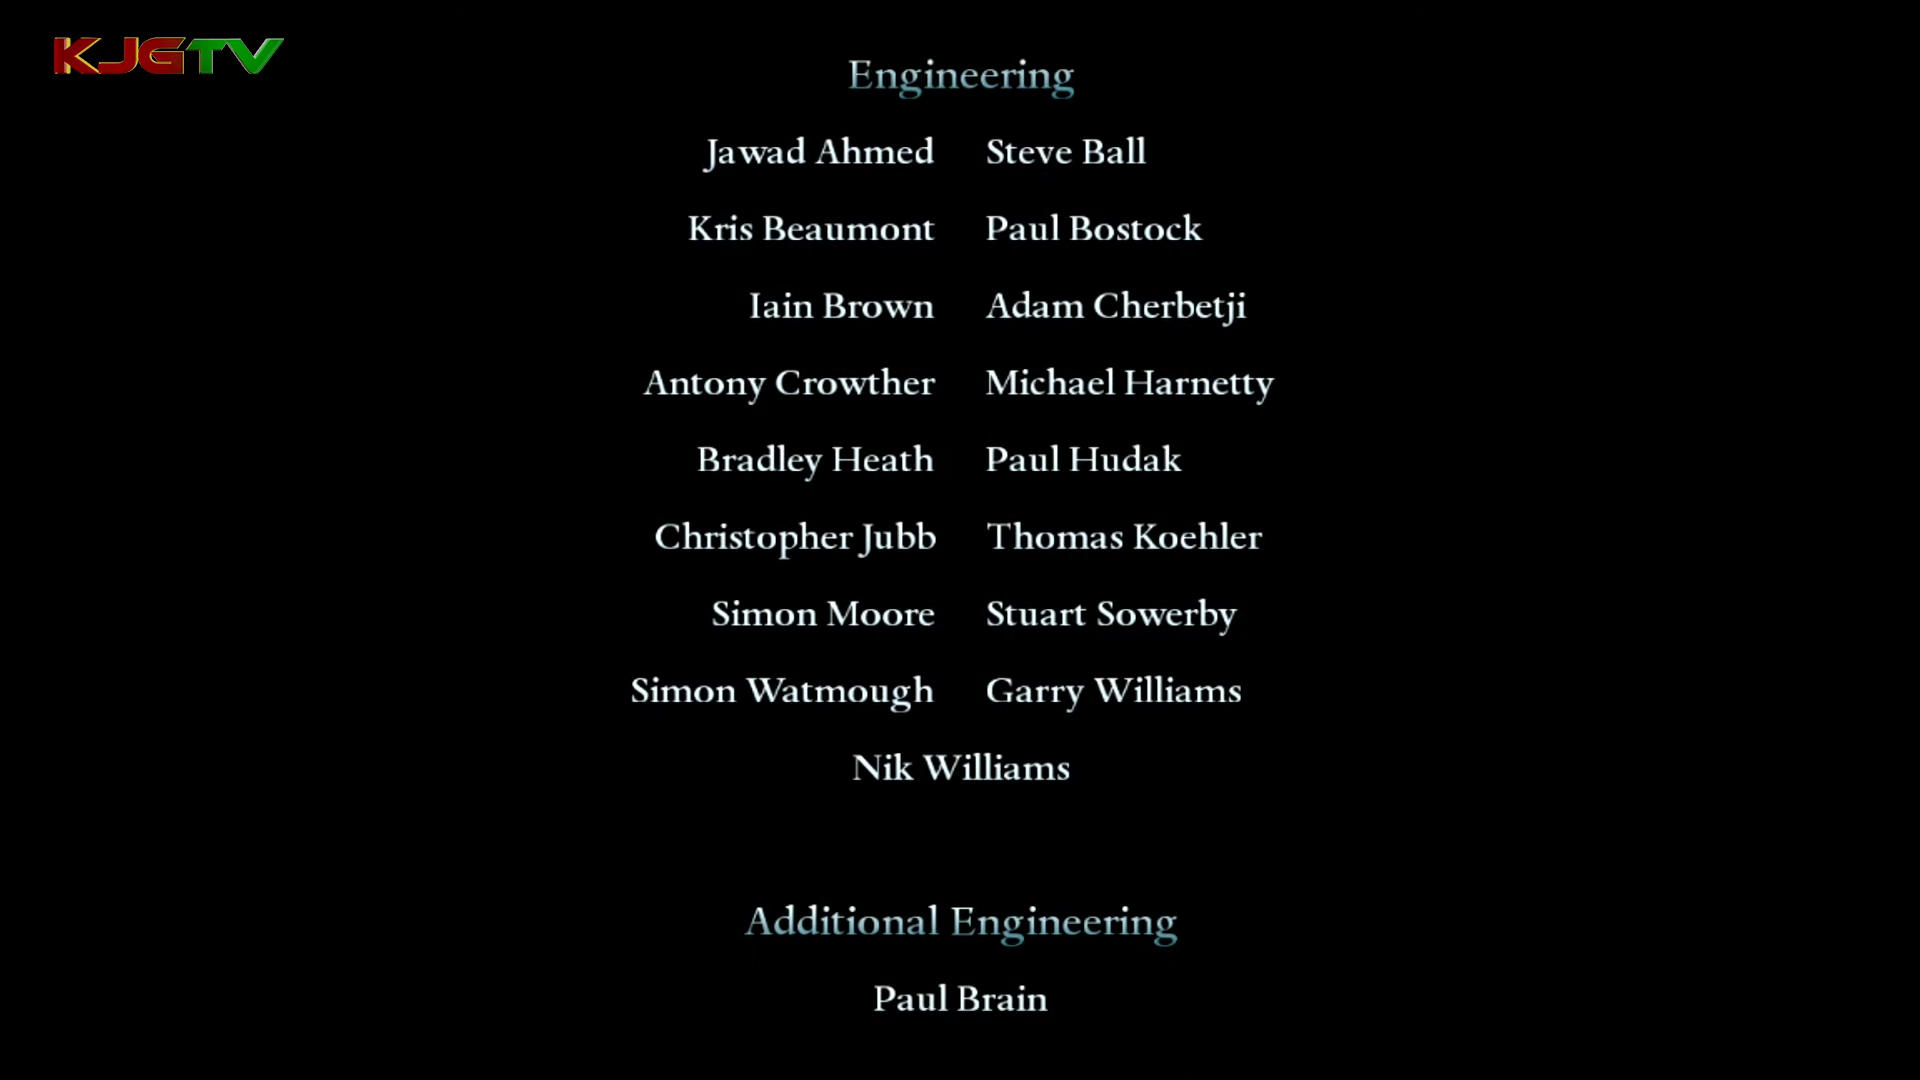 KJGTV
Engineering
Jawad Ahmed Steve Ball
Kris Beaumont Paul Bostock
Iain Brown Adam Cherbetji
Antony Crowther Michael Harnetty
Bradley Heath Paul Hudak
Christopher Jubb Thomas Koehler
Simon Moore Stuart Sowerby
Simon Watmough Garry Williams
Nik Williams
Additional Engineering
Paul Brain